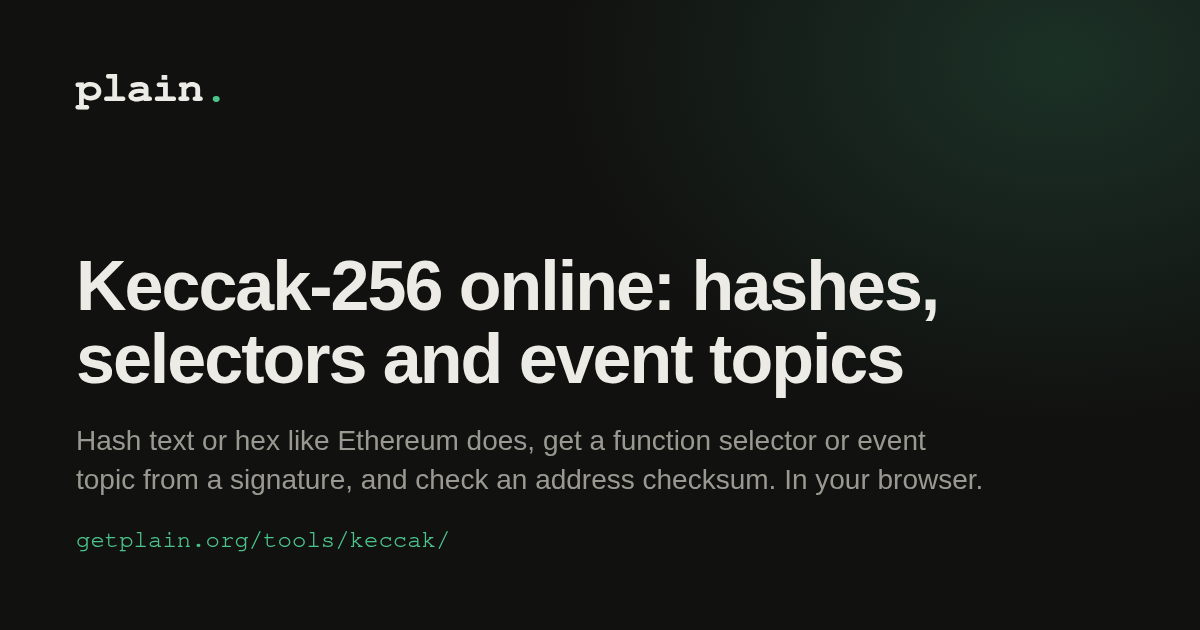 plain.
Keccak-256 online: hashes,
selectors and event topics
Hash text or hex like Ethereum does, get a function selector or event
topic from a signature, and check an address checksum. In your browser.
getplain.org/tools/keccak/